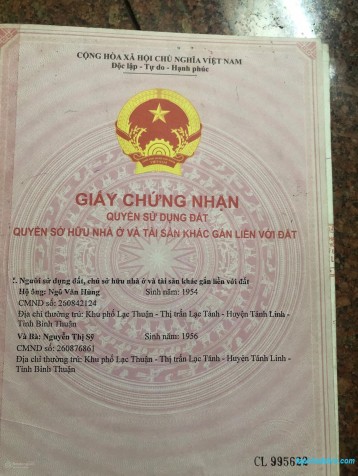 CỘNG HÒA XÃ HỘI CHỦ NGHĨA VIỆT NAM
Độc lập - Tự do - Hạnh phúc
GIẤY CHỨNG NHẬN
QUYỀN SỬ DỤNG ĐẤT
QUYỀN SỞ HỮU NHÀ Ở VÀ TÀI SẢN KHÁC GẮN LIỀN VỚI ĐẤT
Người sử dụng đất, chủ sở hữu nhà ở và tài sản khác gắn liền với đất
Hộ ông: Ngô Văn Hùng Sinh năm: 1954
CMND số: 260842124
Địa chỉ thường trú: Khu phố Lạc Thuận - Thị trấn Lạc Tánh - Huyện Tánh Linh -
Tỉnh Bình Thuận
Và Bà: Nguyễn Thị Sỹ Sinh năm: 1956
CMND số: 260876861
Địa chỉ thường trú: Khu phố Lạc Thuận - Thị trấn Lạc Tánh - Huyện Tánh Linh -
Tỉnh Bình Thuận
CL 995622